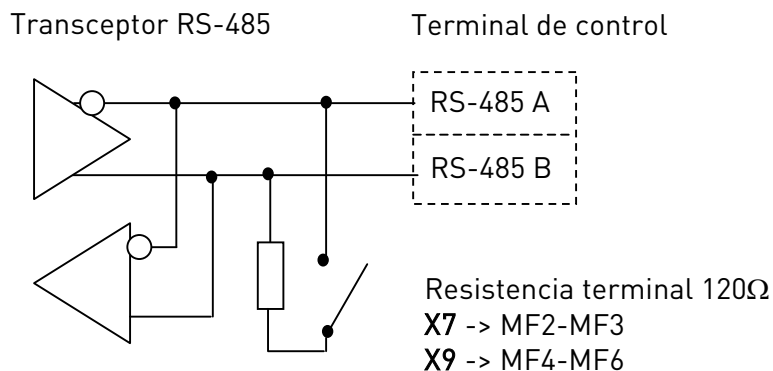 Transceptor RS-485
Terminal de control
RS-485 A
RS-485 B
Resistencia terminal 120Ω
X7 -> MF2-MF3
X9 -> MF4-MF6